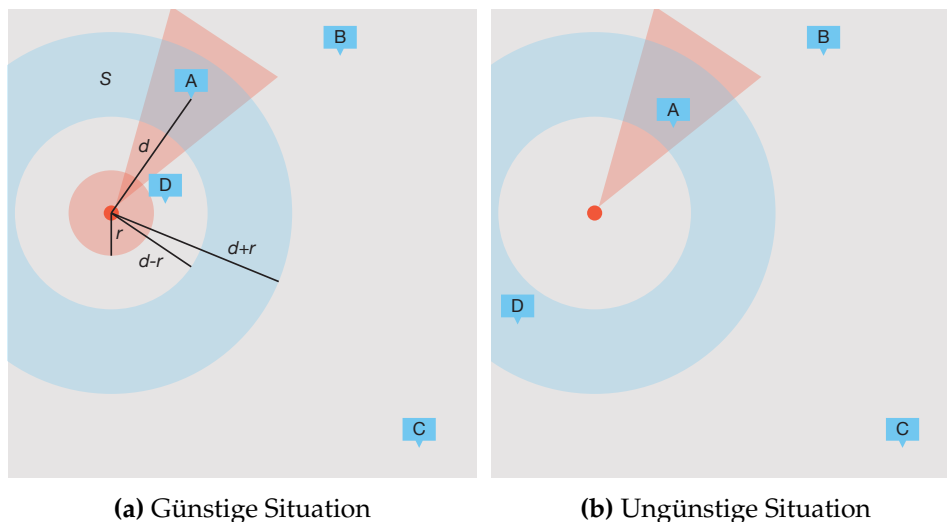 B
S
A
d
D
r
d+r
d-r
C
B
A
D
C
(a) Günstige Situation
(b) Ungünstige Situation